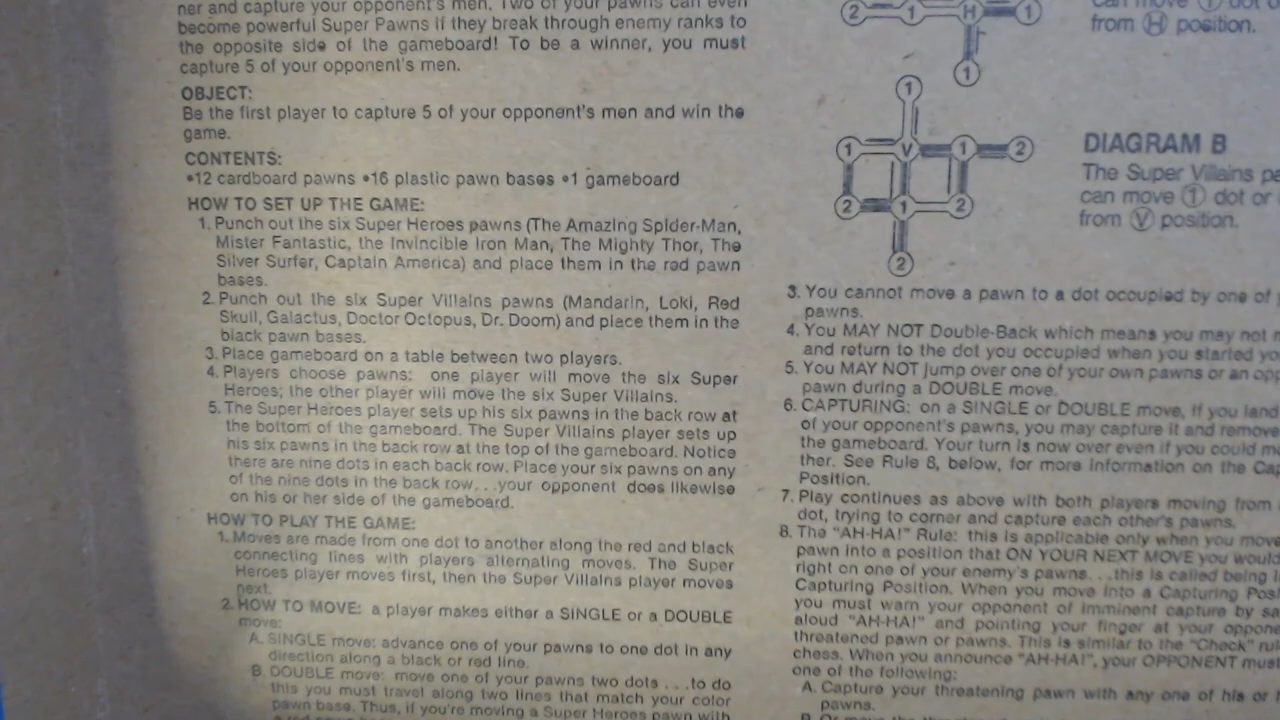 ner and capture your opponent's men. Two of your pawns can even
become powerful Super Pawns if they break through enemy ranks to
the opposite side of the gameboard! To be a winner, you must
capture 5 of your opponent's men.
OBJECT:
Be the first player to capture 5 of your opponent's men and win the
game.
CONTENTS:
•12 cardboard pawns •16 plastic pawn bases •1 gameboard
HOW TO SET UP THE GAME:
1. Punch out the six Super Heroes pawns (The Amazing Spider-Man,
Mister Fantastic, the Invincible Iron Man, The Mighty Thor, The
Silver Surfer, Captain America) and place them in the red pawn
bases.
2. Punch out the six Super Villains pawns (Mandarin, Loki, Red
Skull, Galactus, Doctor Octopus, Dr. Doom) and place them in the
black pawn bases.
3. Place gameboard on a table between two players.
4. Players choose pawns: one player will move the six Super
Heroes; the other player will move the six Super Villains.
5. The Super Heroes player sets up his six pawns in the back row at
the bottom of the gameboard. The Super Villains player sets up
his six pawns in the back row at the top of the gameboard. Notice
there are nine dots in each back row. Place your six pawns on any
of the nine dots in the back row...your opponent does likewise
on his or her side of the gameboard.
HOW TO PLAY THE GAME:
1. Moves are made from one dot to another along the red and black
connecting lines with players alternating moves. The Super
Heroes player moves first, then the Super Villains player moves
next.
2. HOW TO MOVE: a player makes either a SINGLE or a DOUBLE
move:
A. SINGLE move: advance one of your pawns to one dot in any
direction along a black or red line.
B. DOUBLE move: move one of your pawns two dots...to do
this you must travel along two lines that match your color
pawn base. Thus, if you're moving a Super Heroes pawn with
2 1 H 1
1
can move 1 dot
from H position.
1
1 V 1 2
2 1 2
2
DIAGRAM B
The Super Villains
can move 1 dot or
from V position.
3. You cannot move a pawn to a dot occupied by one of
pawns.
4. You MAY NOT Double-Back which means you may not
and return to the dot you occupied when you started
5. You MAY NOT jump over one of your own pawns or an
pawn during a DOUBLE move.
6. CAPTURING: on a SINGLE or DOUBLE move, if you land
of your opponent's pawns, you may capture it and remove
the gameboard. Your turn is now over even if you could
ther. See Rule 8, below, for more information on the
Position.
7. Play continues as above with both players moving from
dot, trying to corner and capture each other's pawns.
8. The "AH-HA!" Rule: this is applicable only when you move
pawn into a position that ON YOUR NEXT MOVE you would
right on one of your enemy's pawns...this is called being
Capturing Position. When you move into a Capturing
you must warn your opponent of imminent capture by
aloud "AH-HA!" and pointing your finger at your
threatened pawn or pawns. This is similar to the "Check"
chess. When you announce "AH-HA!", your OPPONENT must
one of the following:
A. Capture your threatening pawn with any one of his or
pawns.